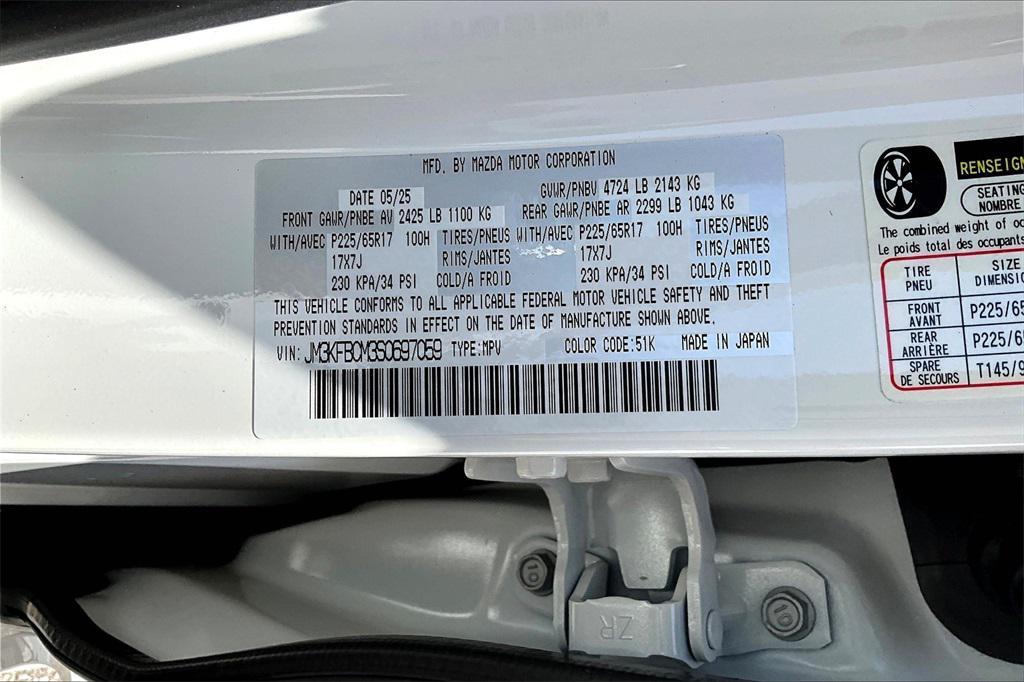 MFD. BY MAZDA MOTOR CORPORATION
DATE 05/25 GVWR/PNBV 4724 LB 2143 KG
FRONT GAWR/PNBE AV 2425 LB 1100 KG REAR GAWR/PNBE AR 2299 LB 1043 KG
WITH/AVEC P225/65R17 100H TIRES/PNEUS WITH/AVEC P225/65R17 100H TIRES/PNEUS
17X7J RIMS/JANTES 17X7J RIMS/JANTES
230 KPA/34 PSI COLD/A FROID 230 KPA/34 PSI COLD/A FROID
THIS VEHICLE CONFORMS TO ALL APPLICABLE FEDERAL MOTOR VEHICLE SAFETY AND THEFT
PREVENTION STANDARDS IN EFFECT ON THE DATE OF MANUFACTURE SHOWN ABOVE.
VIN: JM3KFBCM3S0697059 TYPE:MPV COLOR CODE:51K MADE IN JAPAN
RENSEIGN
SEATING
NOMBRE
The combined weight of oc
Le poids total des occupants
TIRE SIZE
PNEU DIMENSIO
FRONT
AVANT P225/65
REAR
ARRIÈRE P225/65
SPARE
DE SECOURS T145/9
10
ZR
10